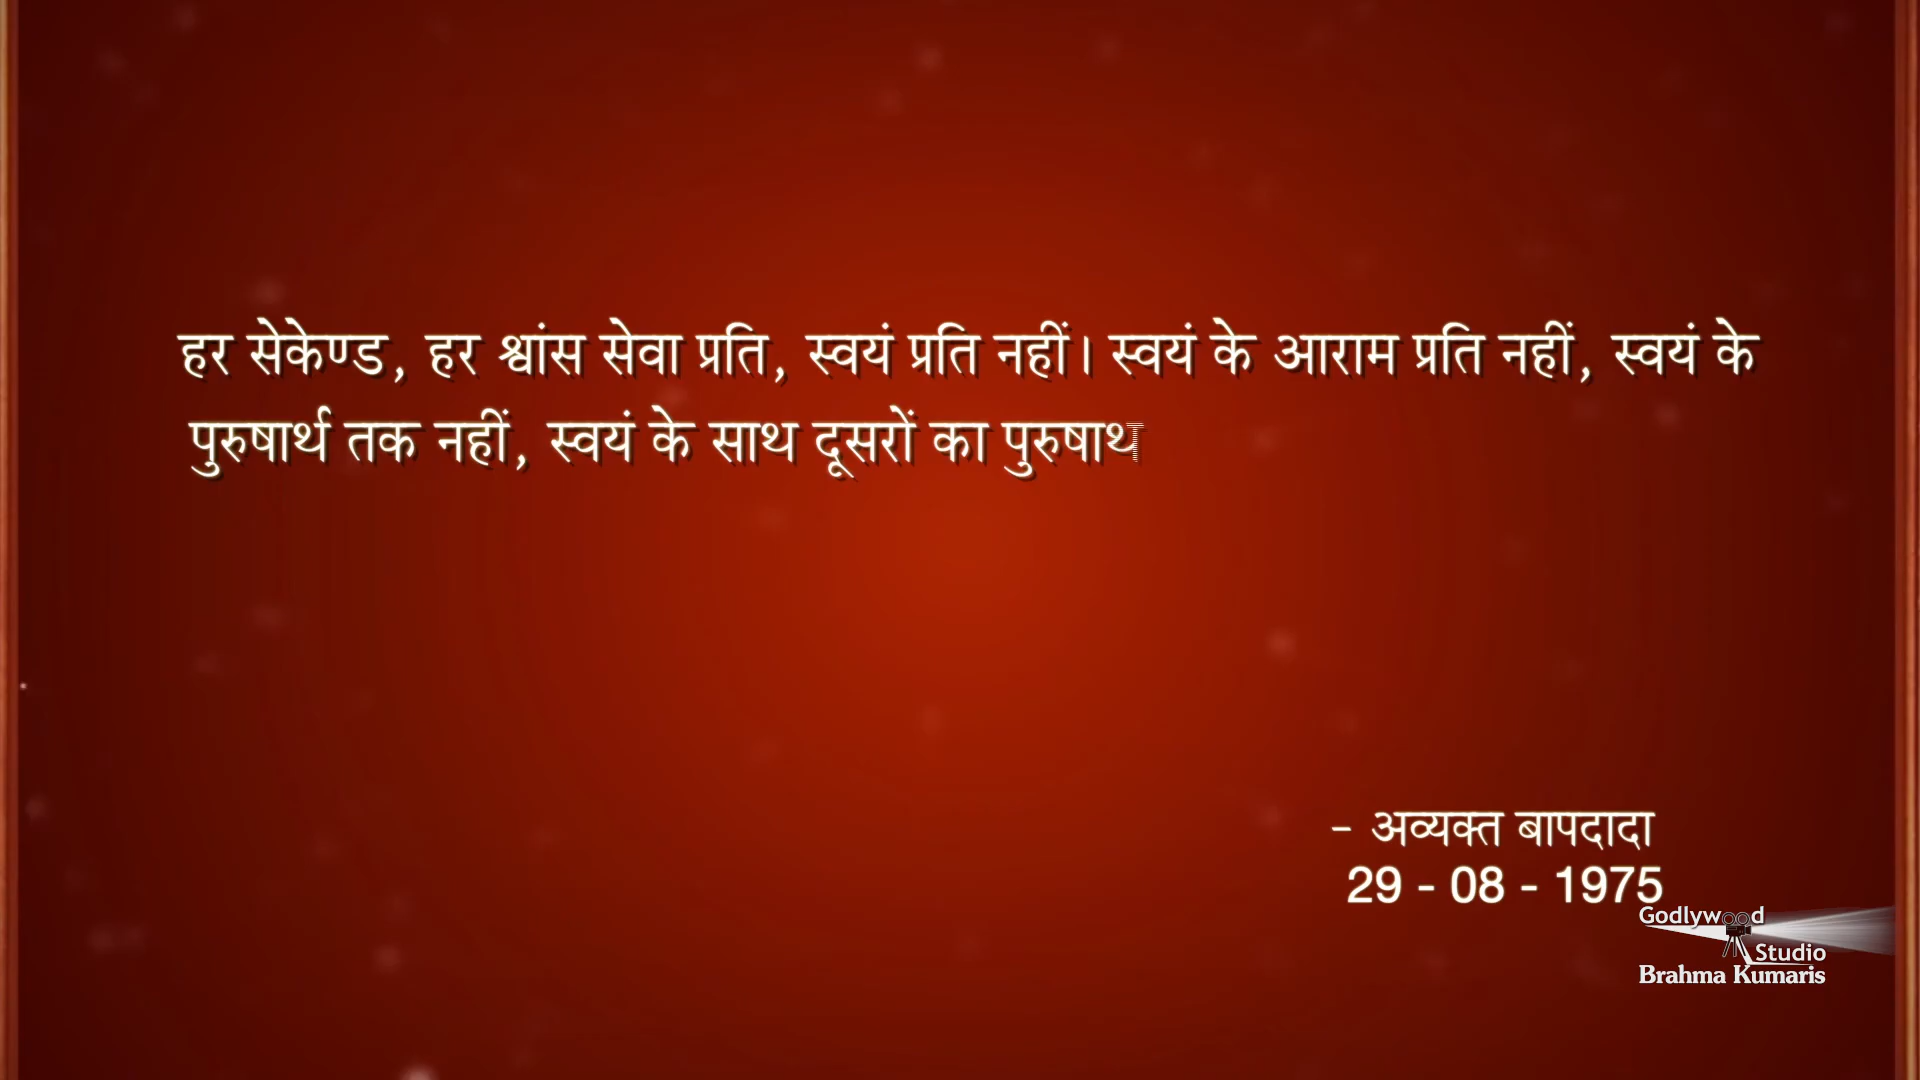 हर सेकेण्ड, हर श्वांस सेवा प्रति, स्वयं प्रति नहीं। स्वयं के आराम प्रति नहीं, स्वयं के
पुरुषार्थ तक नहीं, स्वयं के साथ दूसरों का पुरुषाथ
- अव्यक्त बापदादा
29 - 08 - 1975
Godlywood
Studio
Brahma Kumaris